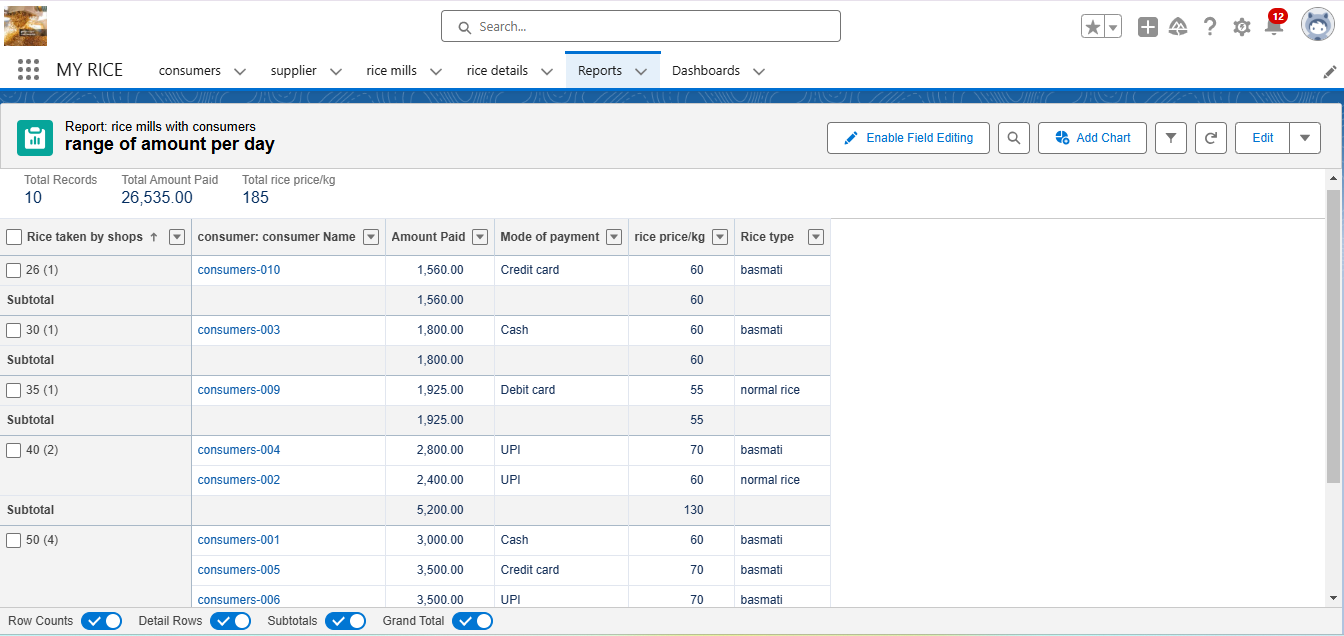 Search...
12
MY RICE
consumers
supplier
rice mills
rice details
Reports
Dashboards
Report: rice mills with consumers
range of amount per day
Enable Field Editing
Add Chart
Edit
Total Records Total Amount Paid Total rice price/kg
10 26,535.00 185
Rice taken by shops ↑ consumer: consumer Name Amount Paid Mode of payment rice price/kg Rice type
26 (1) consumers-010 1,560.00 Credit card 60 basmati
Subtotal 1,560.00 60
30 (1) consumers-003 1,800.00 Cash 60 basmati
Subtotal 1,800.00 60
35 (1) consumers-009 1,925.00 Debit card 55 normal rice
Subtotal 1,925.00 55
40 (2) consumers-004 2,800.00 UPI 70 basmati
consumers-002 2,400.00 UPI 60 normal rice
Subtotal 5,200.00 130
50 (4) consumers-001 3,000.00 Cash 60 basmati
consumers-005 3,500.00 Credit card 70 basmati
consumers-006 3,500.00 UPI 70 basmati
Row Counts Detail Rows Subtotals Grand Total